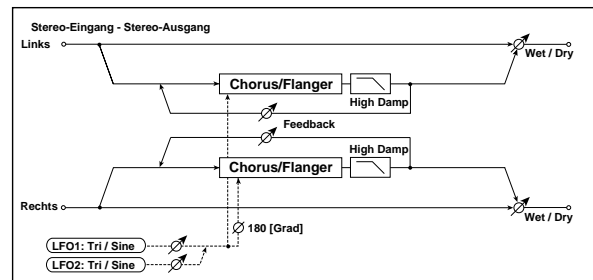 Stereo-Eingang - Stereo-Ausgang
Links
Wet / Dry
Chorus/Flanger
High Damp
Feedback
High Damp
Chorus/Flanger
Rechts
Wet / Dry
180 [Grad]
LFO1: Tri / Sine
LFO2: Tri / Sine